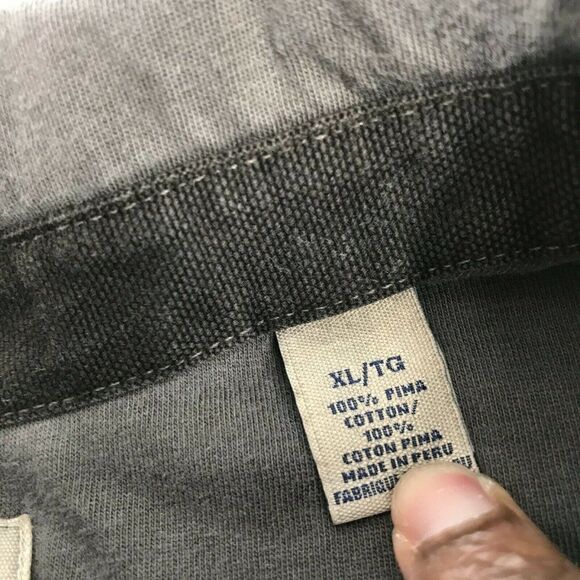 XL/TG
100% PIMA
COTTON/
100%
COTON PIMA
MADE IN PERU